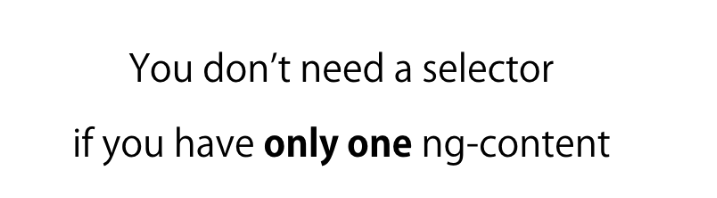 You don’t need a selector
if you have only one ng-content